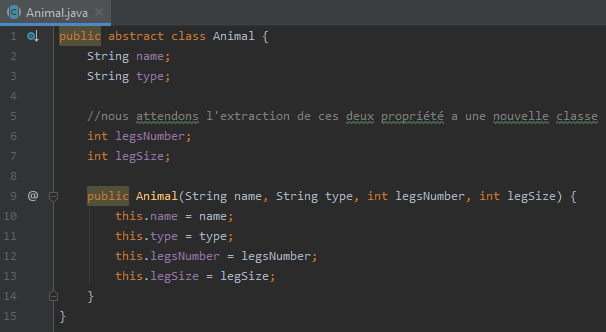 Animal.java
1 public abstract class Animal {
2 String name;
3 String type;
4
5 //nous attendons l'extraction de ces deux propriété a une nouvelle classe
6 int legsNumber;
7 int legSize;
8
9 @ public Animal(String name, String type, int legsNumber, int legSize) {
10 this.name = name;
11 this.type = type;
12 this.legsNumber = legsNumber;
13 this.legSize = legSize;
14 }
15 }